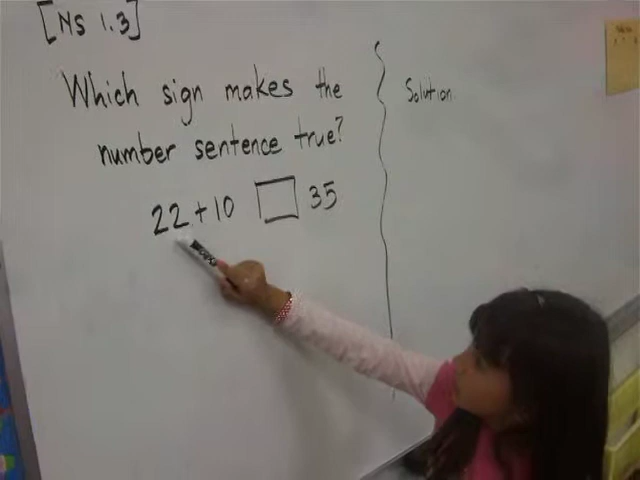 [NS 1.3]
Which sign makes the
number sentence true?
22+10 □ 35
Solution